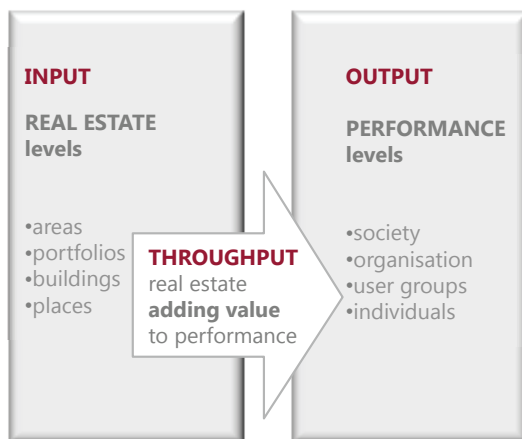 INPUT
REAL ESTATE
levels
•areas
•portfolios
•buildings
•places
THROUGHPUT
real estate
adding value
to performance
OUTPUT
PERFORMANCE
levels
•society
•organisation
•user groups
•individuals